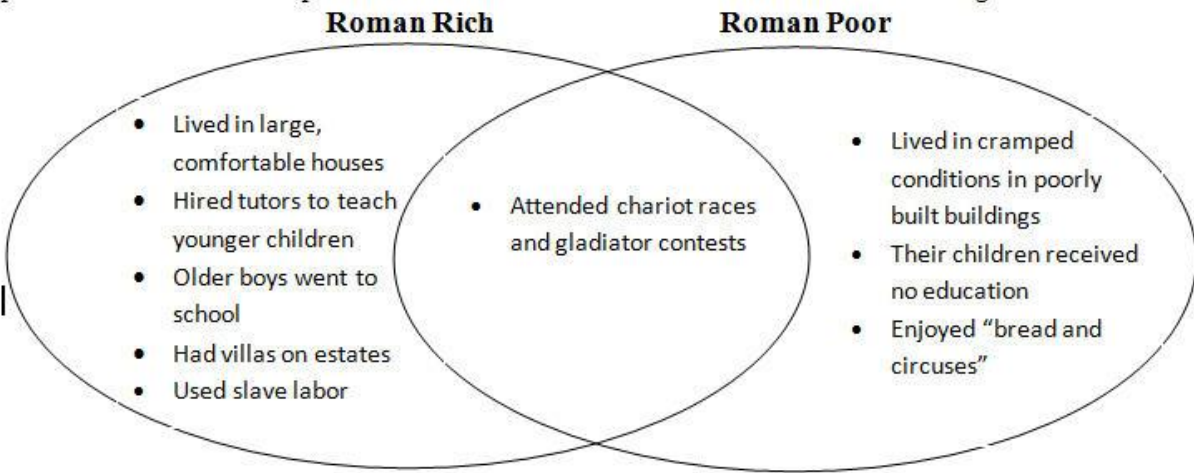 Roman Rich
Roman Poor
• Lived in large,
comfortable houses
• Hired tutors to teach
younger children
• Older boys went to
school
• Had villas on estates
• Used slave labor
• Attended chariot races
and gladiator contests
• Lived in cramped
conditions in poorly
built buildings
• Their children received
no education
• Enjoyed “bread and
circuses”